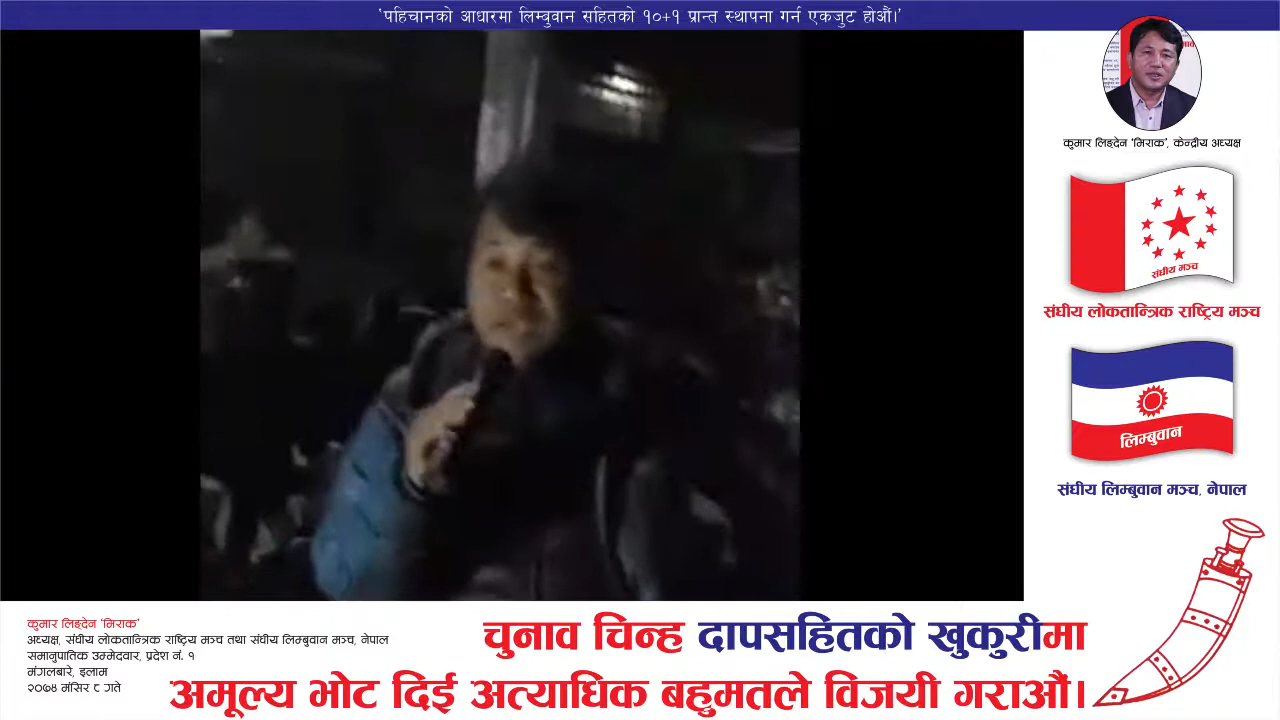 ‘पहिचानको आधारमा लिम्बुवान सहितको १०+१ प्रान्त स्थापना गर्न एकजुट होऔं।’
कुमार लिङ्देन ‘मिराक’, केन्द्रीय अध्यक्ष
संघीय मञ्च
संघीय लोकतान्त्रिक राष्ट्रिय मञ्च
लिम्बुवान
संघीय लिम्बुवान मञ्च, नेपाल
कुमार लिङ्देन ‘मिराक’
अध्यक्ष, संघीय लोकतान्त्रिक राष्ट्रिय मञ्च तथा संघीय लिम्बुवान मञ्च, नेपाल
समानुपातिक उम्मेदवार, प्रदेश नं. १
मंगलबारे, इलाम
२०७४ मंसिर ८ गते
चुनाव चिन्ह दापसहितको खुकुरीमा
अमूल्य भोट दिई अत्याधिक बहुमतले विजयी गराऔं।